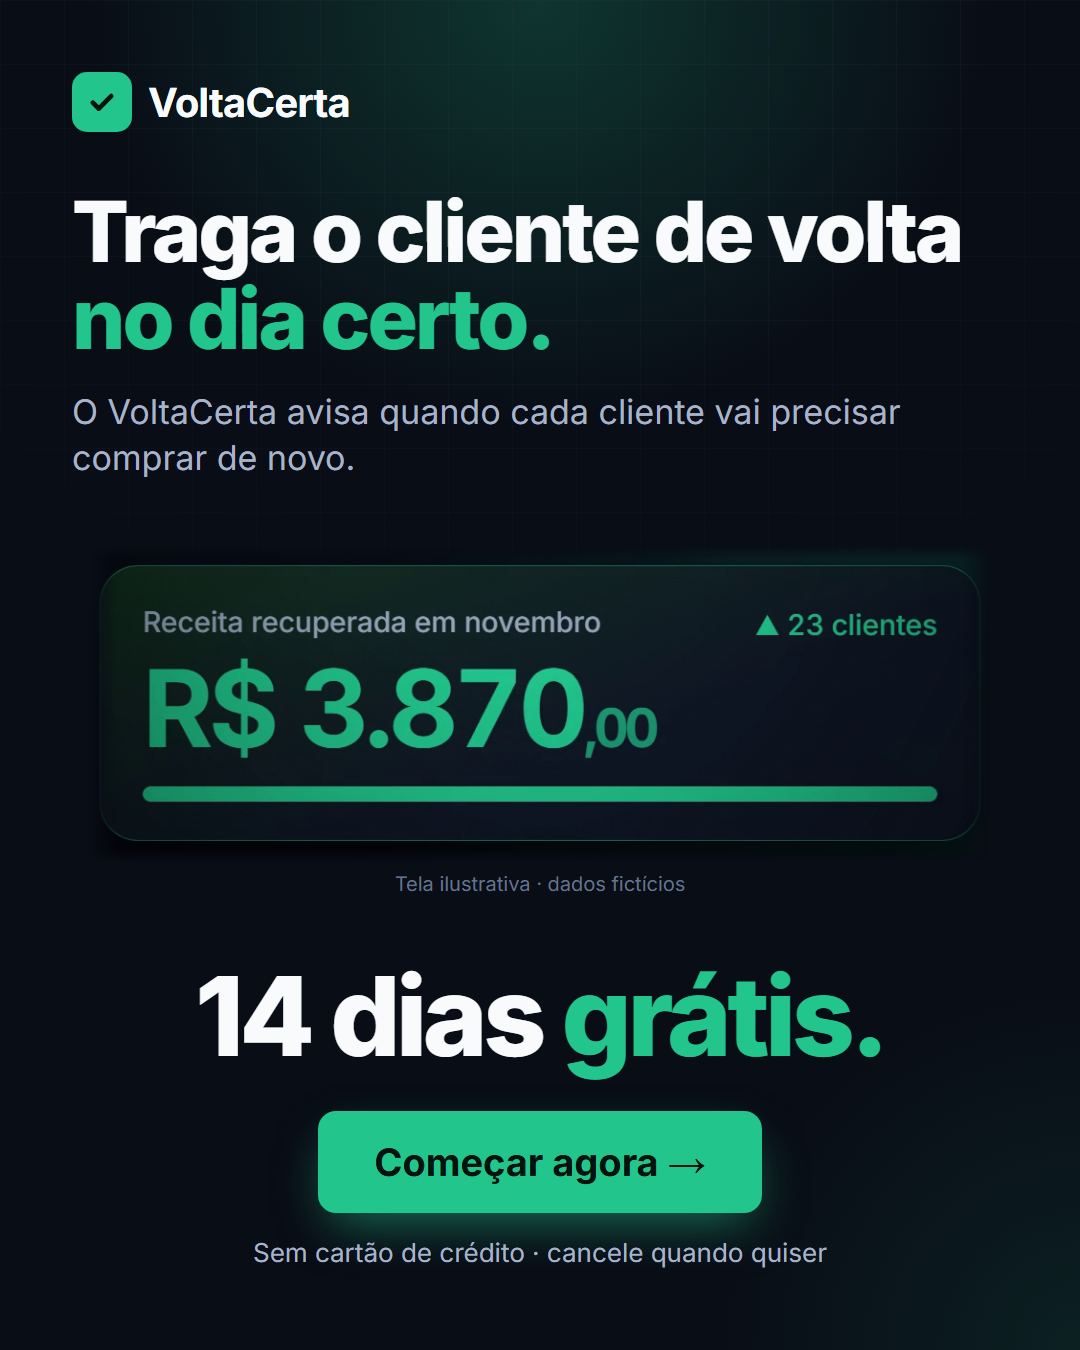 VoltaCerta
Traga o cliente de volta
no dia certo.
O VoltaCerta avisa quando cada cliente vai precisar
comprar de novo.
Receita recuperada em novembro
▲ 23 clientes
R$ 3.870,00
Tela ilustrativa · dados fictícios
14 dias grátis.
Começar agora →
Sem cartão de crédito · cancele quando quiser